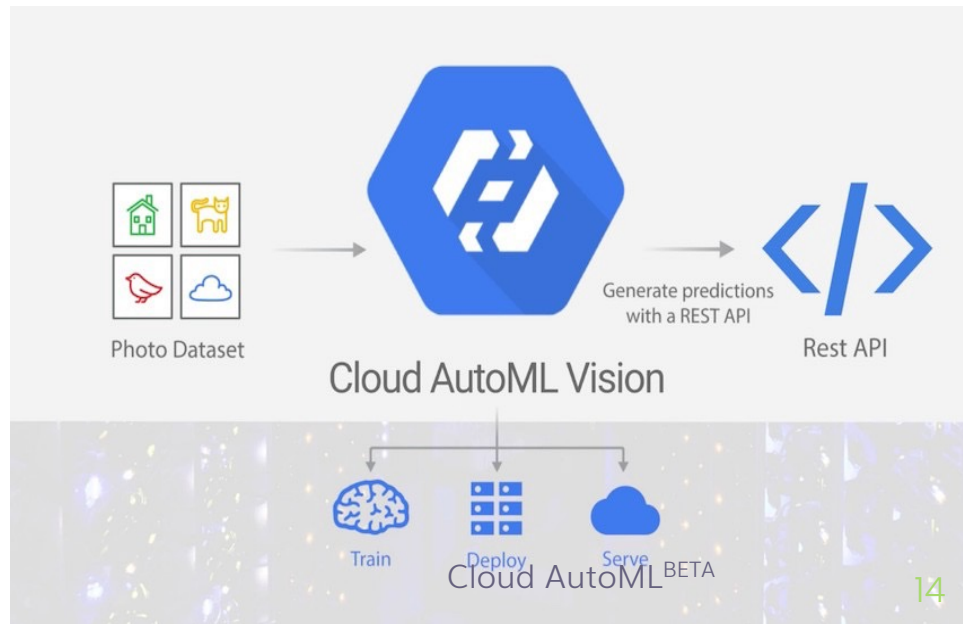 Photo Dataset
Generate predictions
with a REST API
Rest API
Cloud AutoML Vision
Train
Deploy
Serve
Cloud AutoML BETA
14